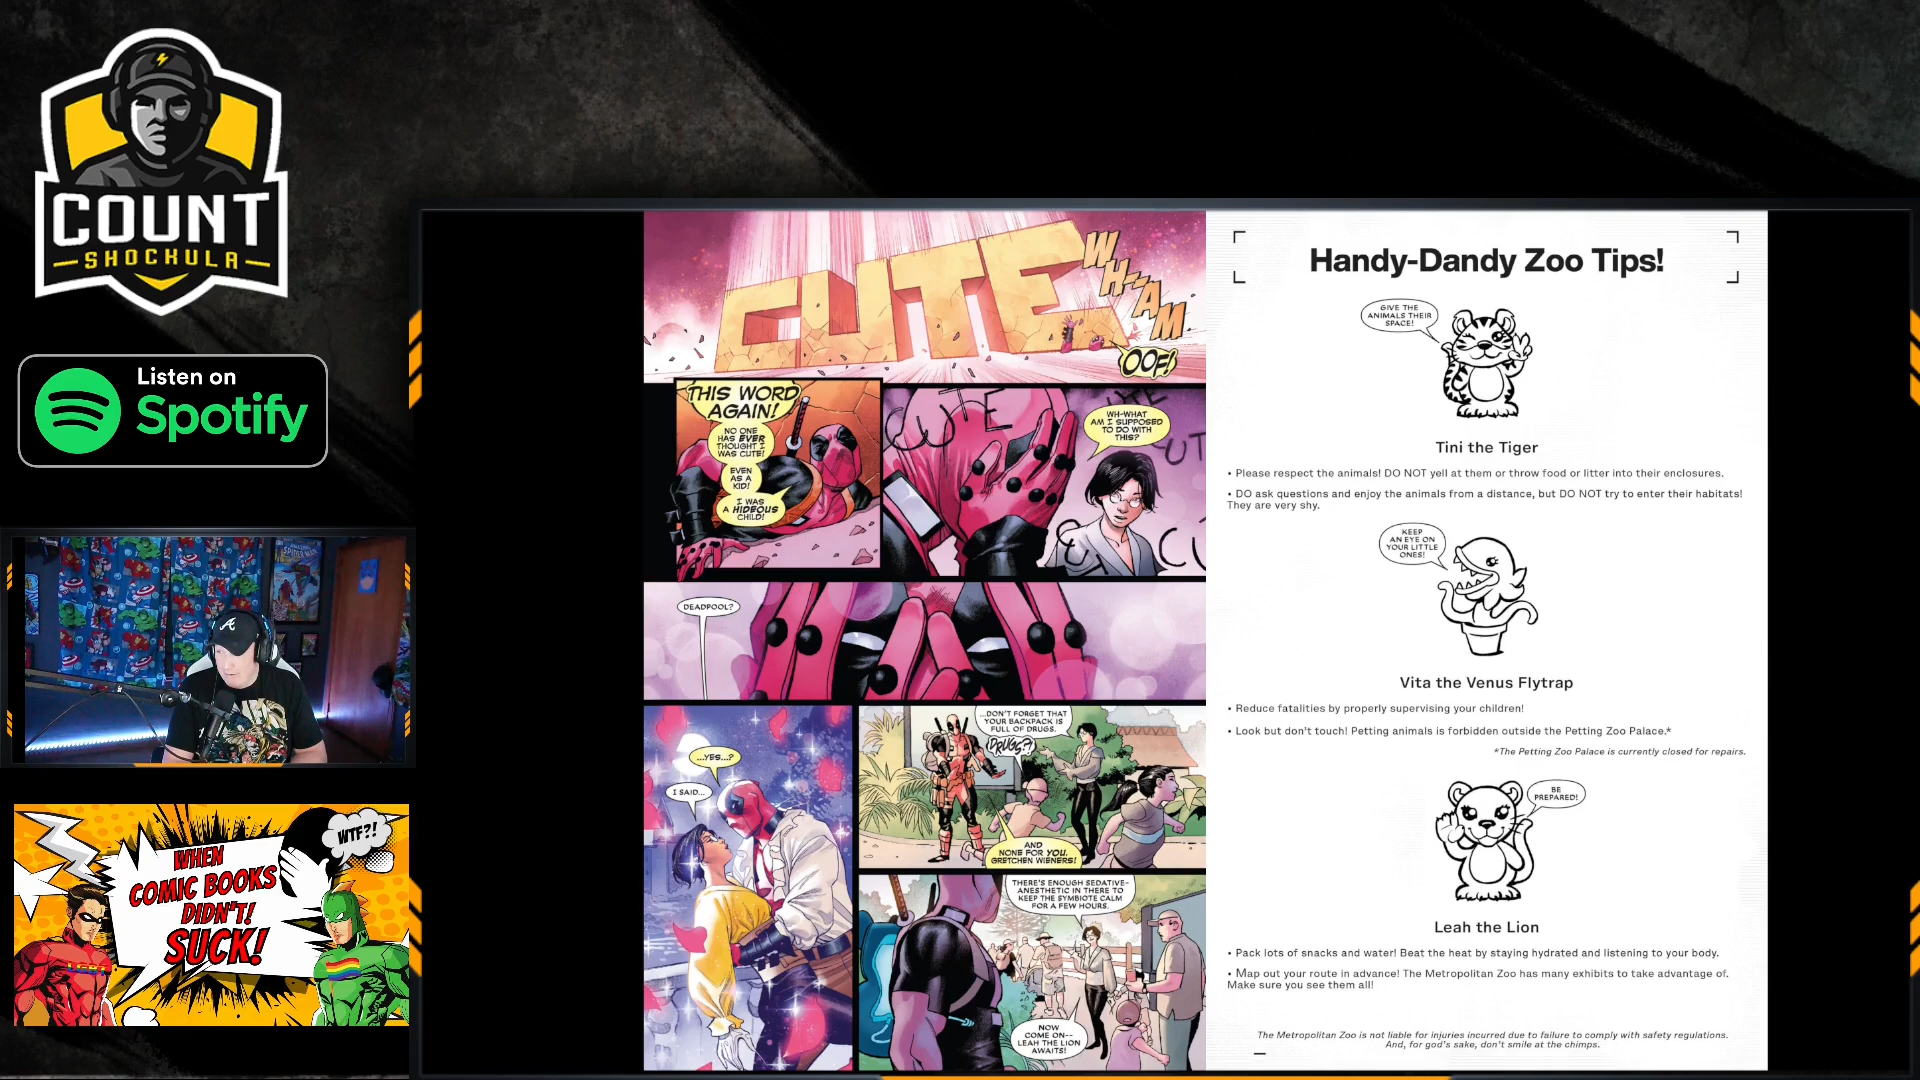 COUNT
SHOCKULA
Listen on
Spotify
WHEN
COMIC BOOKS
DIDN'T!
SUCK!
WTF?!
LGBT
CUTE
WH-AM
OOF!
THIS WORD
AGAIN!
NO ONE
HAS EVER
THOUGHT I
WAS CUTE!
EVEN
AS A
KID!
I WAS
A HIDEOUS
CHILD!
CUTE
WH-WHAT
AM I SUPPOSED
TO DO WITH
THIS?
DEADPOOL?
...YES...?
I SAID...
...DON'T FORGET THAT
YOUR BACKPACK IS
FULL OF DRUGS.
DRUGS?!
AND
NONE FOR YOU,
GRETCHEN WIENERS!
THERE'S ENOUGH SEDATIVE-
ANESTHETIC IN THERE TO
KEEP THE SYMBIOTE CALM
FOR A FEW HOURS.
NOW
COME ON--
LEAH THE LION
AWAITS!
Handy-Dandy Zoo Tips!
GIVE THE
ANIMALS THEIR
SPACE!
Tini the Tiger
• Please respect the animals! DO NOT yell at them or throw food or litter into their enclosures.
• DO ask questions and enjoy the animals from a distance, but DO NOT try to enter their habitats!
They are very shy.
KEEP
AN EYE ON
YOUR LITTLE
ONES!
Vita the Venus Flytrap
• Reduce fatalities by properly supervising your children!
• Look but don't touch! Petting animals is forbidden outside the Petting Zoo Palace.*
*The Petting Zoo Palace is currently closed for repairs.
BE
PREPARED!
Leah the Lion
• Pack lots of snacks and water! Beat the heat by staying hydrated and listening to your body.
• Map out your route in advance! The Metropolitan Zoo has many exhibits to take advantage of.
Make sure you see them all!
The Metropolitan Zoo is not liable for injuries incurred due to failure to comply with safety regulations.
And, for god's sake, don't smile at the chimps.